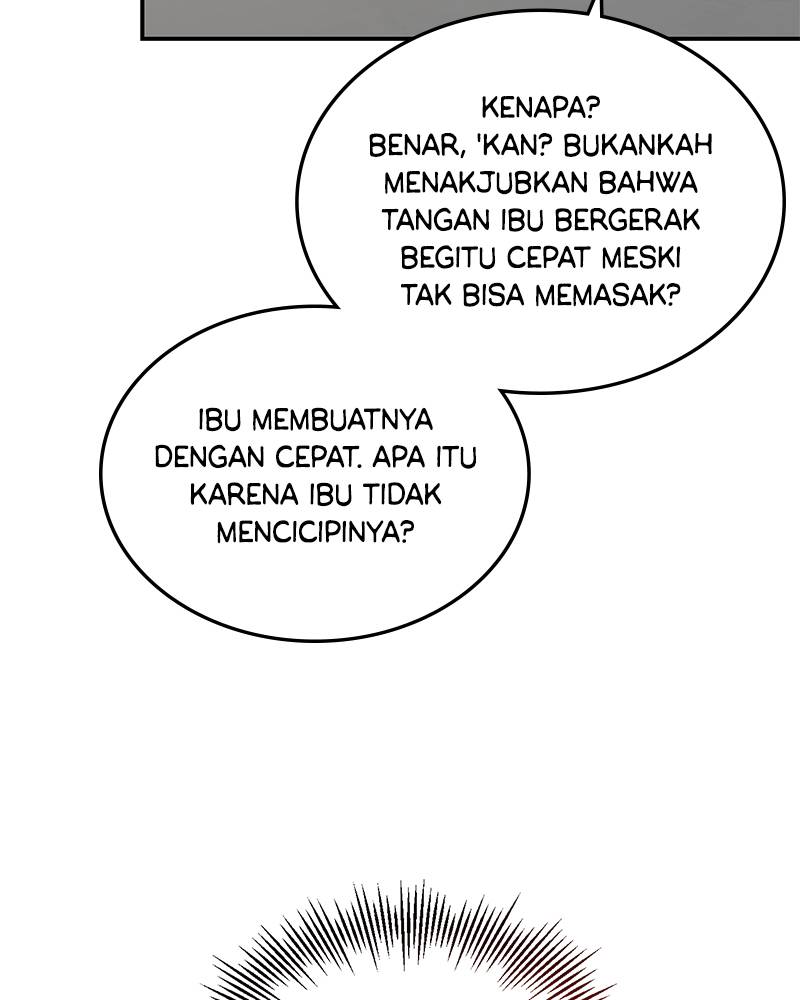 KENAPA?
BENAR, 'KAN? BUKANKAH
MENAKJUBKAN BAHWA
TANGAN IBU BERGERAK
BEGITU CEPAT MESKI
TAK BISA MEMASAK?
IBU MEMBUATNYA
DENGAN CEPAT. APA ITU
KARENA IBU TIDAK
MENCICIPINYA?